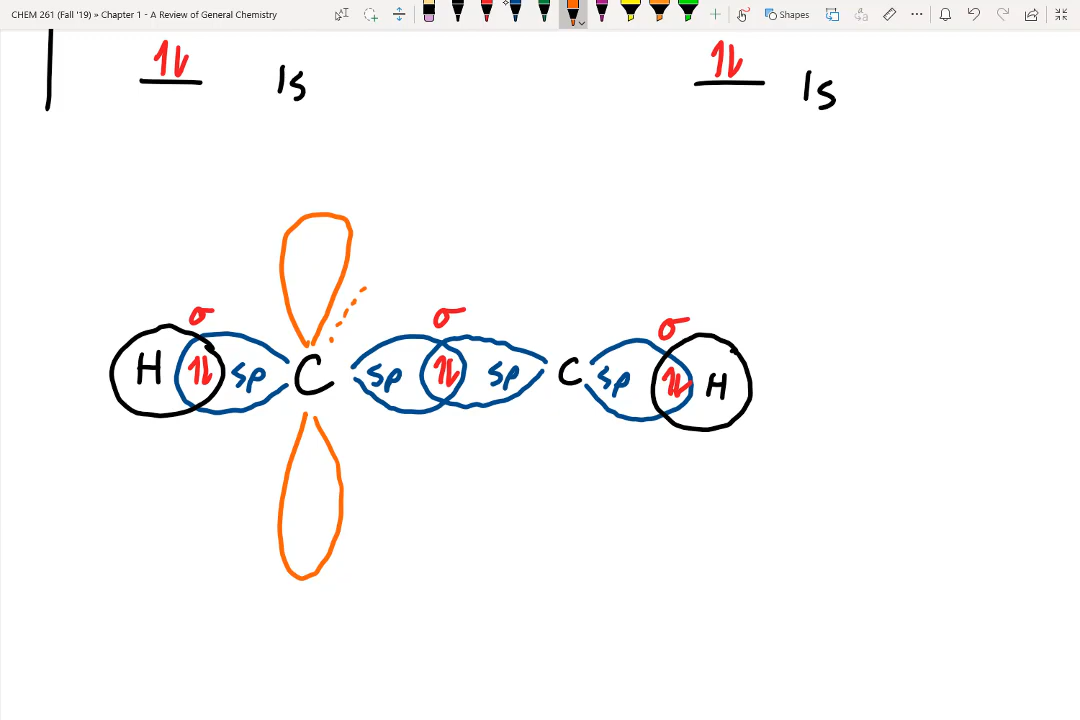 CHEM 261 (Fall '19) » Chapter 1 - A Review of General Chemistry
Shapes
1s 1s
σ σ σ
H ⥮ sp C sp ⥮ sp C sp ⥮ H